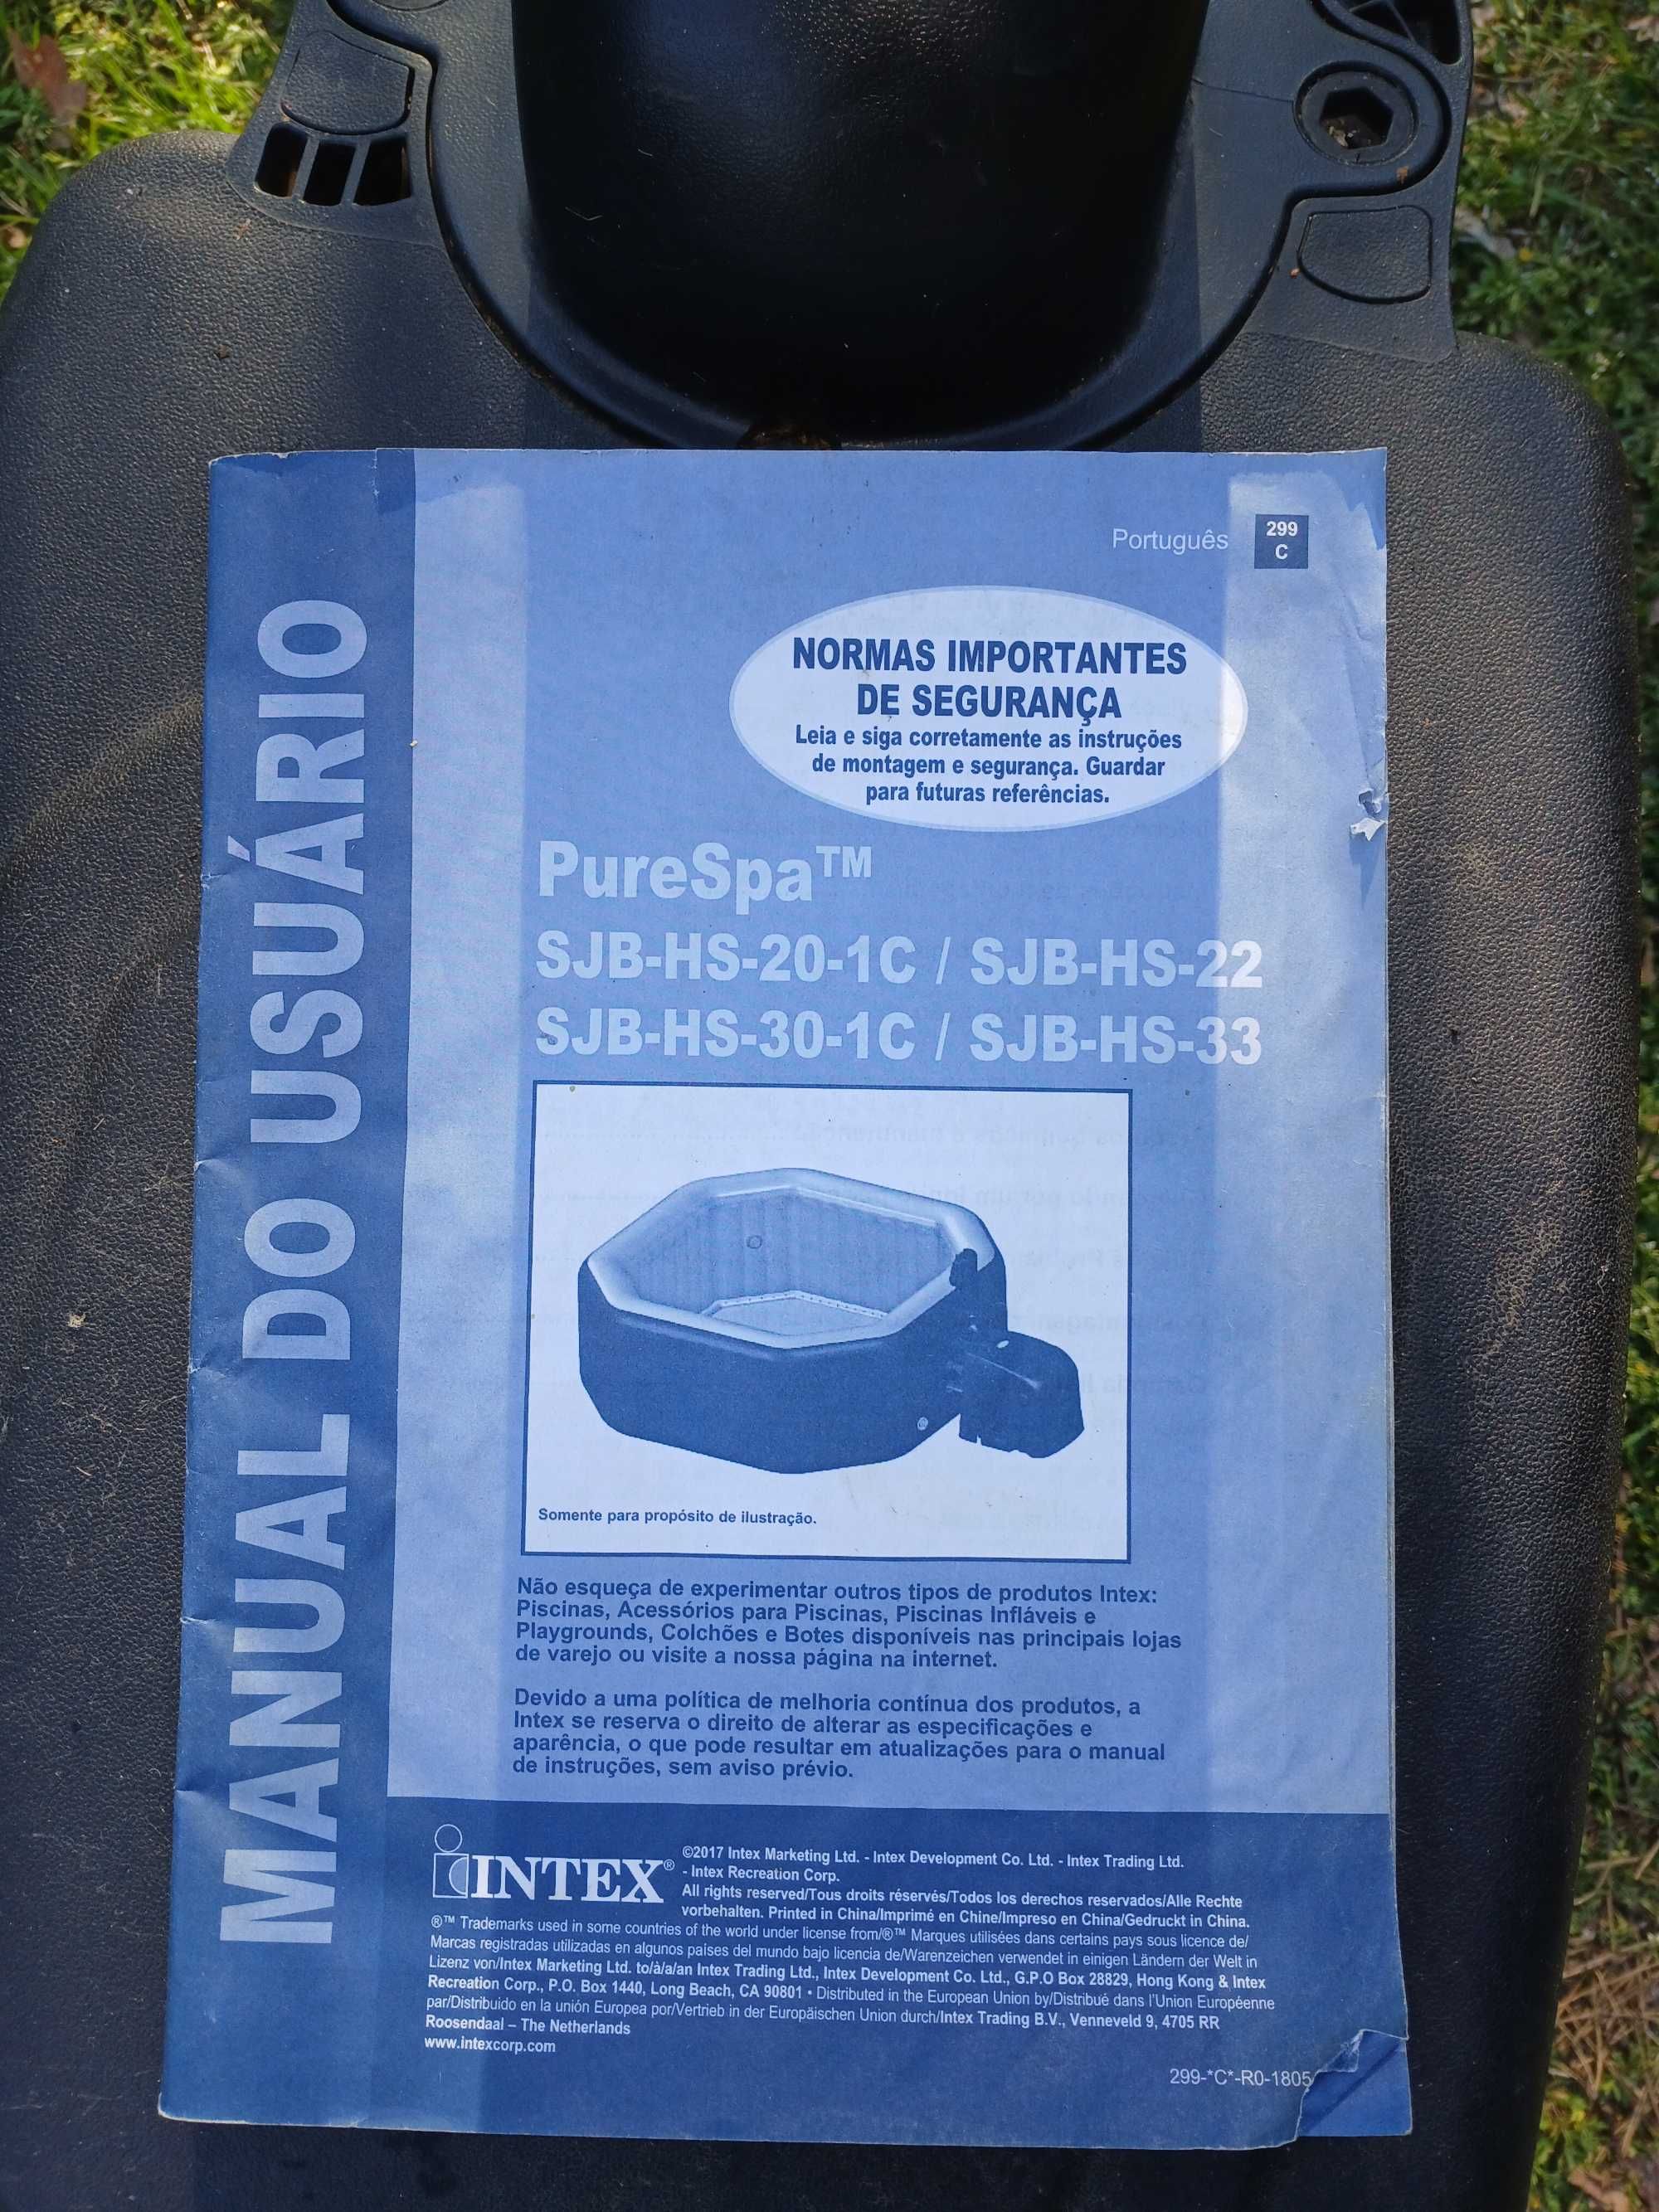 Português
299
C
MANUAL DO USUÁRIO
NORMAS IMPORTANTES
DE SEGURANÇA
Leia e siga corretamente as instruções
de montagem e segurança. Guardar
para futuras referências.
PureSpa™
SJB-HS-20-1C / SJB-HS-22
SJB-HS-30-1C / SJB-HS-33
Somente para propósito de ilustração.
Não esqueça de experimentar outros tipos de produtos Intex:
Piscinas, Acessórios para Piscinas, Piscinas Infláveis e
Playgrounds, Colchões e Botes disponíveis nas principais lojas
de varejo ou visite a nossa página na internet.
Devido a uma política de melhoria contínua dos produtos, a
Intex se reserva o direito de alterar as especificações e
aparência, o que pode resultar em atualizações para o manual
de instruções, sem aviso prévio.
INTEX®
©2017 Intex Marketing Ltd. - Intex Development Co. Ltd. - Intex Trading Ltd.
- Intex Recreation Corp.
All rights reserved/Tous droits réservés/Todos los derechos reservados/Alle Rechte
vorbehalten. Printed in China/Imprimé en Chine/Impreso en China/Gedruckt in China.
®™ Trademarks used in some countries of the world under license from/®™ Marques utilisées dans certains pays sous licence de/
Marcas registradas utilizadas en algunos países del mundo bajo licencia de/Warenzeichen verwendet in einigen Ländern der Welt in
Lizenz von/Intex Marketing Ltd. to/à/a/an Intex Trading Ltd., Intex Development Co. Ltd., G.P.O Box 28829, Hong Kong & Intex
Recreation Corp., P.O. Box 1440, Long Beach, CA 90801 • Distributed in the European Union by/Distribué dans l'Union Européenne
par/Distribuido en la unión Europea por/Vertrieb in der Europäischen Union durch/Intex Trading B.V., Venneveld 9, 4705 RR
Roosendaal – The Netherlands
www.intexcorp.com
299-*C*-R0-1805